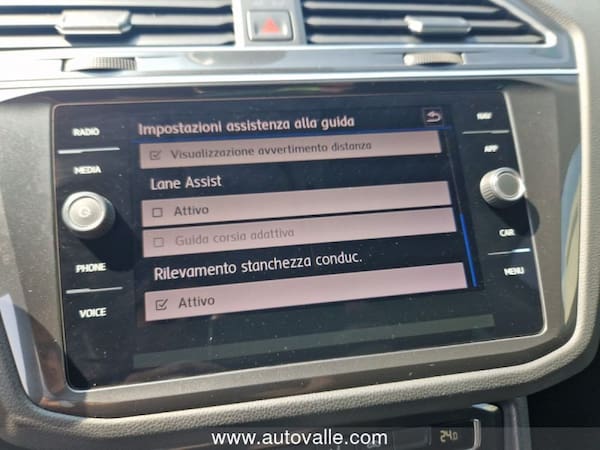 RADIO
MEDIA
PHONE
VOICE
Impostazioni assistenza alla guida
Visualizzazione avvertimento distanza
Lane Assist
Attivo
Guida corsia adattiva
Rilevamento stanchezza conduc.
Attivo
NAV
APP
CAR
MENU
www.autovalle.com
24.0